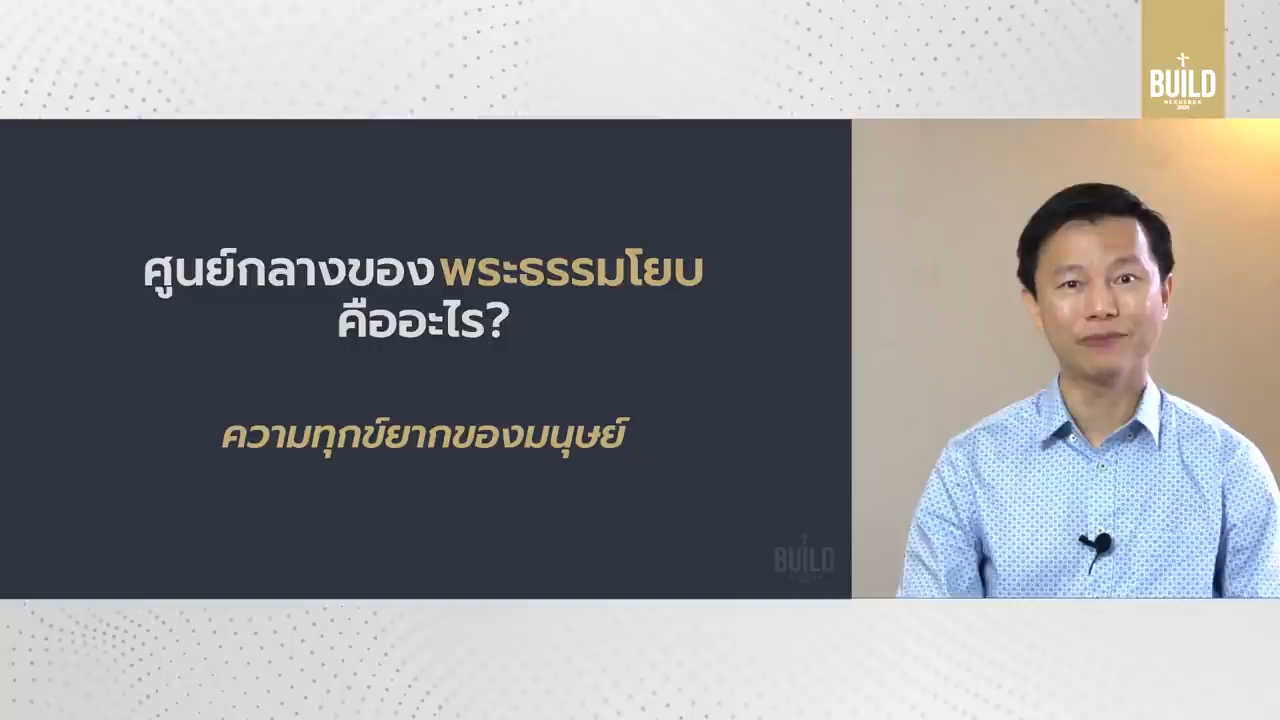 BUILD
NEXUSBKK
2021
ศูนย์กลางของพระธรรมโยบ
คืออะไร?
ความทุกข์ยากของมนุษย์
BUILD